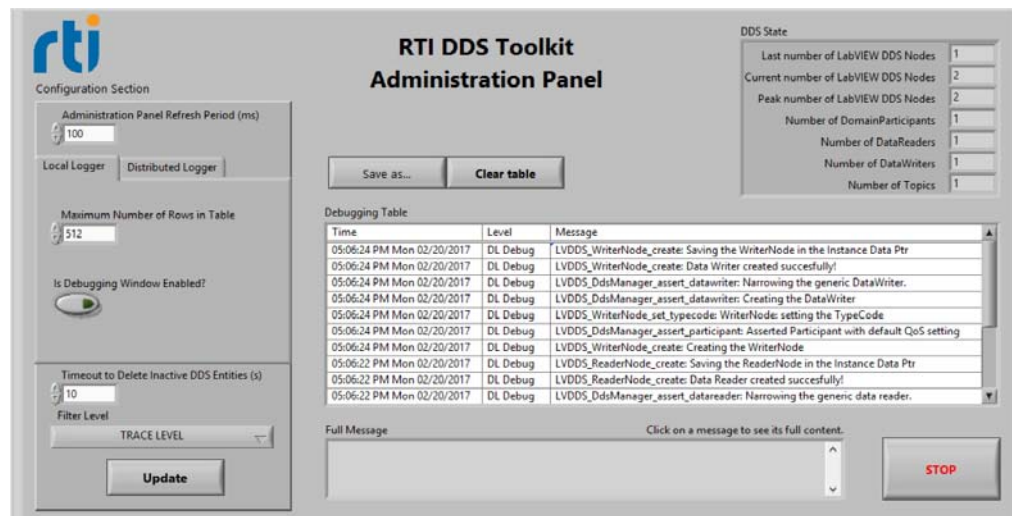 rti
RTI DDS Toolkit
Administration Panel
Configuration Section
Administration Panel Refresh Period (ms)
100
Local Logger
Distributed Logger
Maximum Number of Rows in Table
512
Is Debugging Window Enabled?
Timeout to Delete Inactive DDS Entities (s)
10
Filter Level
TRACE LEVEL
Update
DDS State
Last number of LabVIEW DDS Nodes 1
Current number of LabVIEW DDS Nodes 2
Peak number of LabVIEW DDS Nodes 2
Number of DomainParticipants 1
Number of DataReaders 1
Number of DataWriters 1
Number of Topics 1
Save as...
Clear table
Debugging Table
Time Level Message
05:06:24 PM Mon 02/20/2017 DL Debug LVDDS_WriterNode_create: Saving the WriterNode in the Instance Data Ptr
05:06:24 PM Mon 02/20/2017 DL Debug LVDDS_WriterNode_create: Data Writer created succesfully!
05:06:24 PM Mon 02/20/2017 DL Debug LVDDS_DdsManager_assert_datawriter: Narrowing the generic DataWriter.
05:06:24 PM Mon 02/20/2017 DL Debug LVDDS_DdsManager_assert_datawriter: Creating the DataWriter
05:06:24 PM Mon 02/20/2017 DL Debug LVDDS_WriterNode_set_typecode: WriterNode: setting the TypeCode
05:06:24 PM Mon 02/20/2017 DL Debug LVDDS_DdsManager_assert_participant: Asserted Participant with default QoS setting
05:06:24 PM Mon 02/20/2017 DL Debug LVDDS_WriterNode_create: Creating the WriterNode
05:06:22 PM Mon 02/20/2017 DL Debug LVDDS_ReaderNode_create: Saving the ReaderNode in the Instance Data Ptr
05:06:22 PM Mon 02/20/2017 DL Debug LVDDS_ReaderNode_create: Data Reader created succesfully!
05:06:22 PM Mon 02/20/2017 DL Debug LVDDS_DdsManager_assert_datareader: Narrowing the generic data reader.
Full Message
Click on a message to see its full content.
STOP